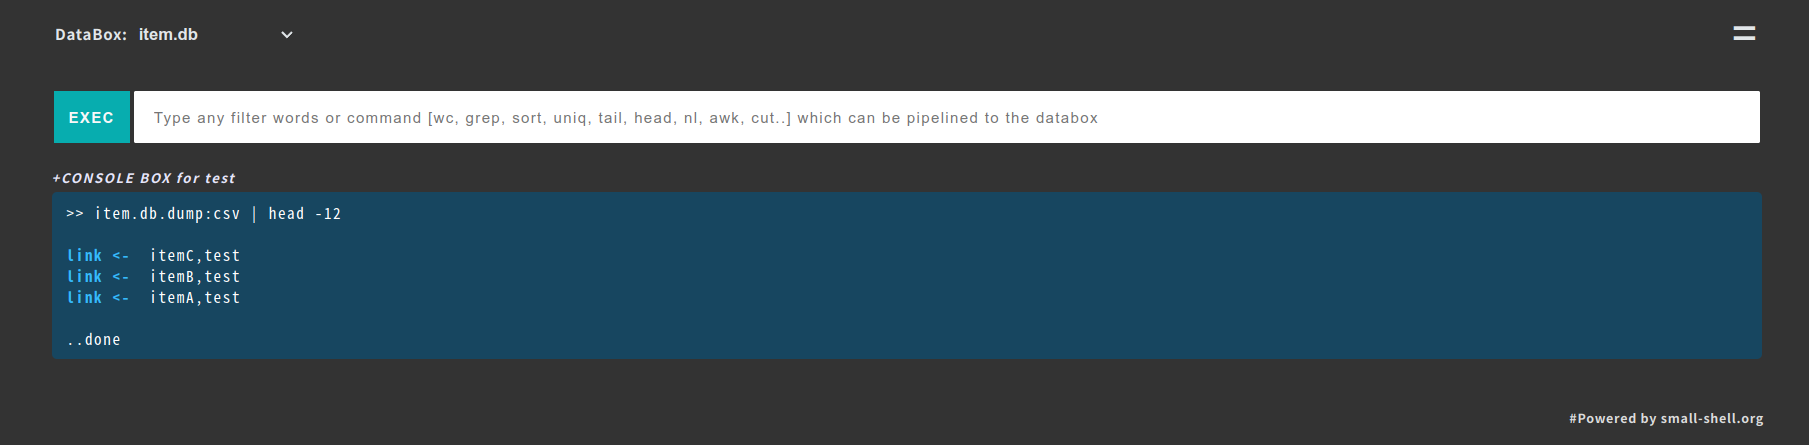 DataBox: item.db
EXEC Type any filter words or command [wc, grep, sort, uniq, tail, head, nl, awk, cut..] which can be pipelined to the databox
+CONSOLE BOX for test
>> item.db.dump:csv | head -12
link <- itemC,test
link <- itemB,test
link <- itemA,test
..done
#Powered by small-shell.org